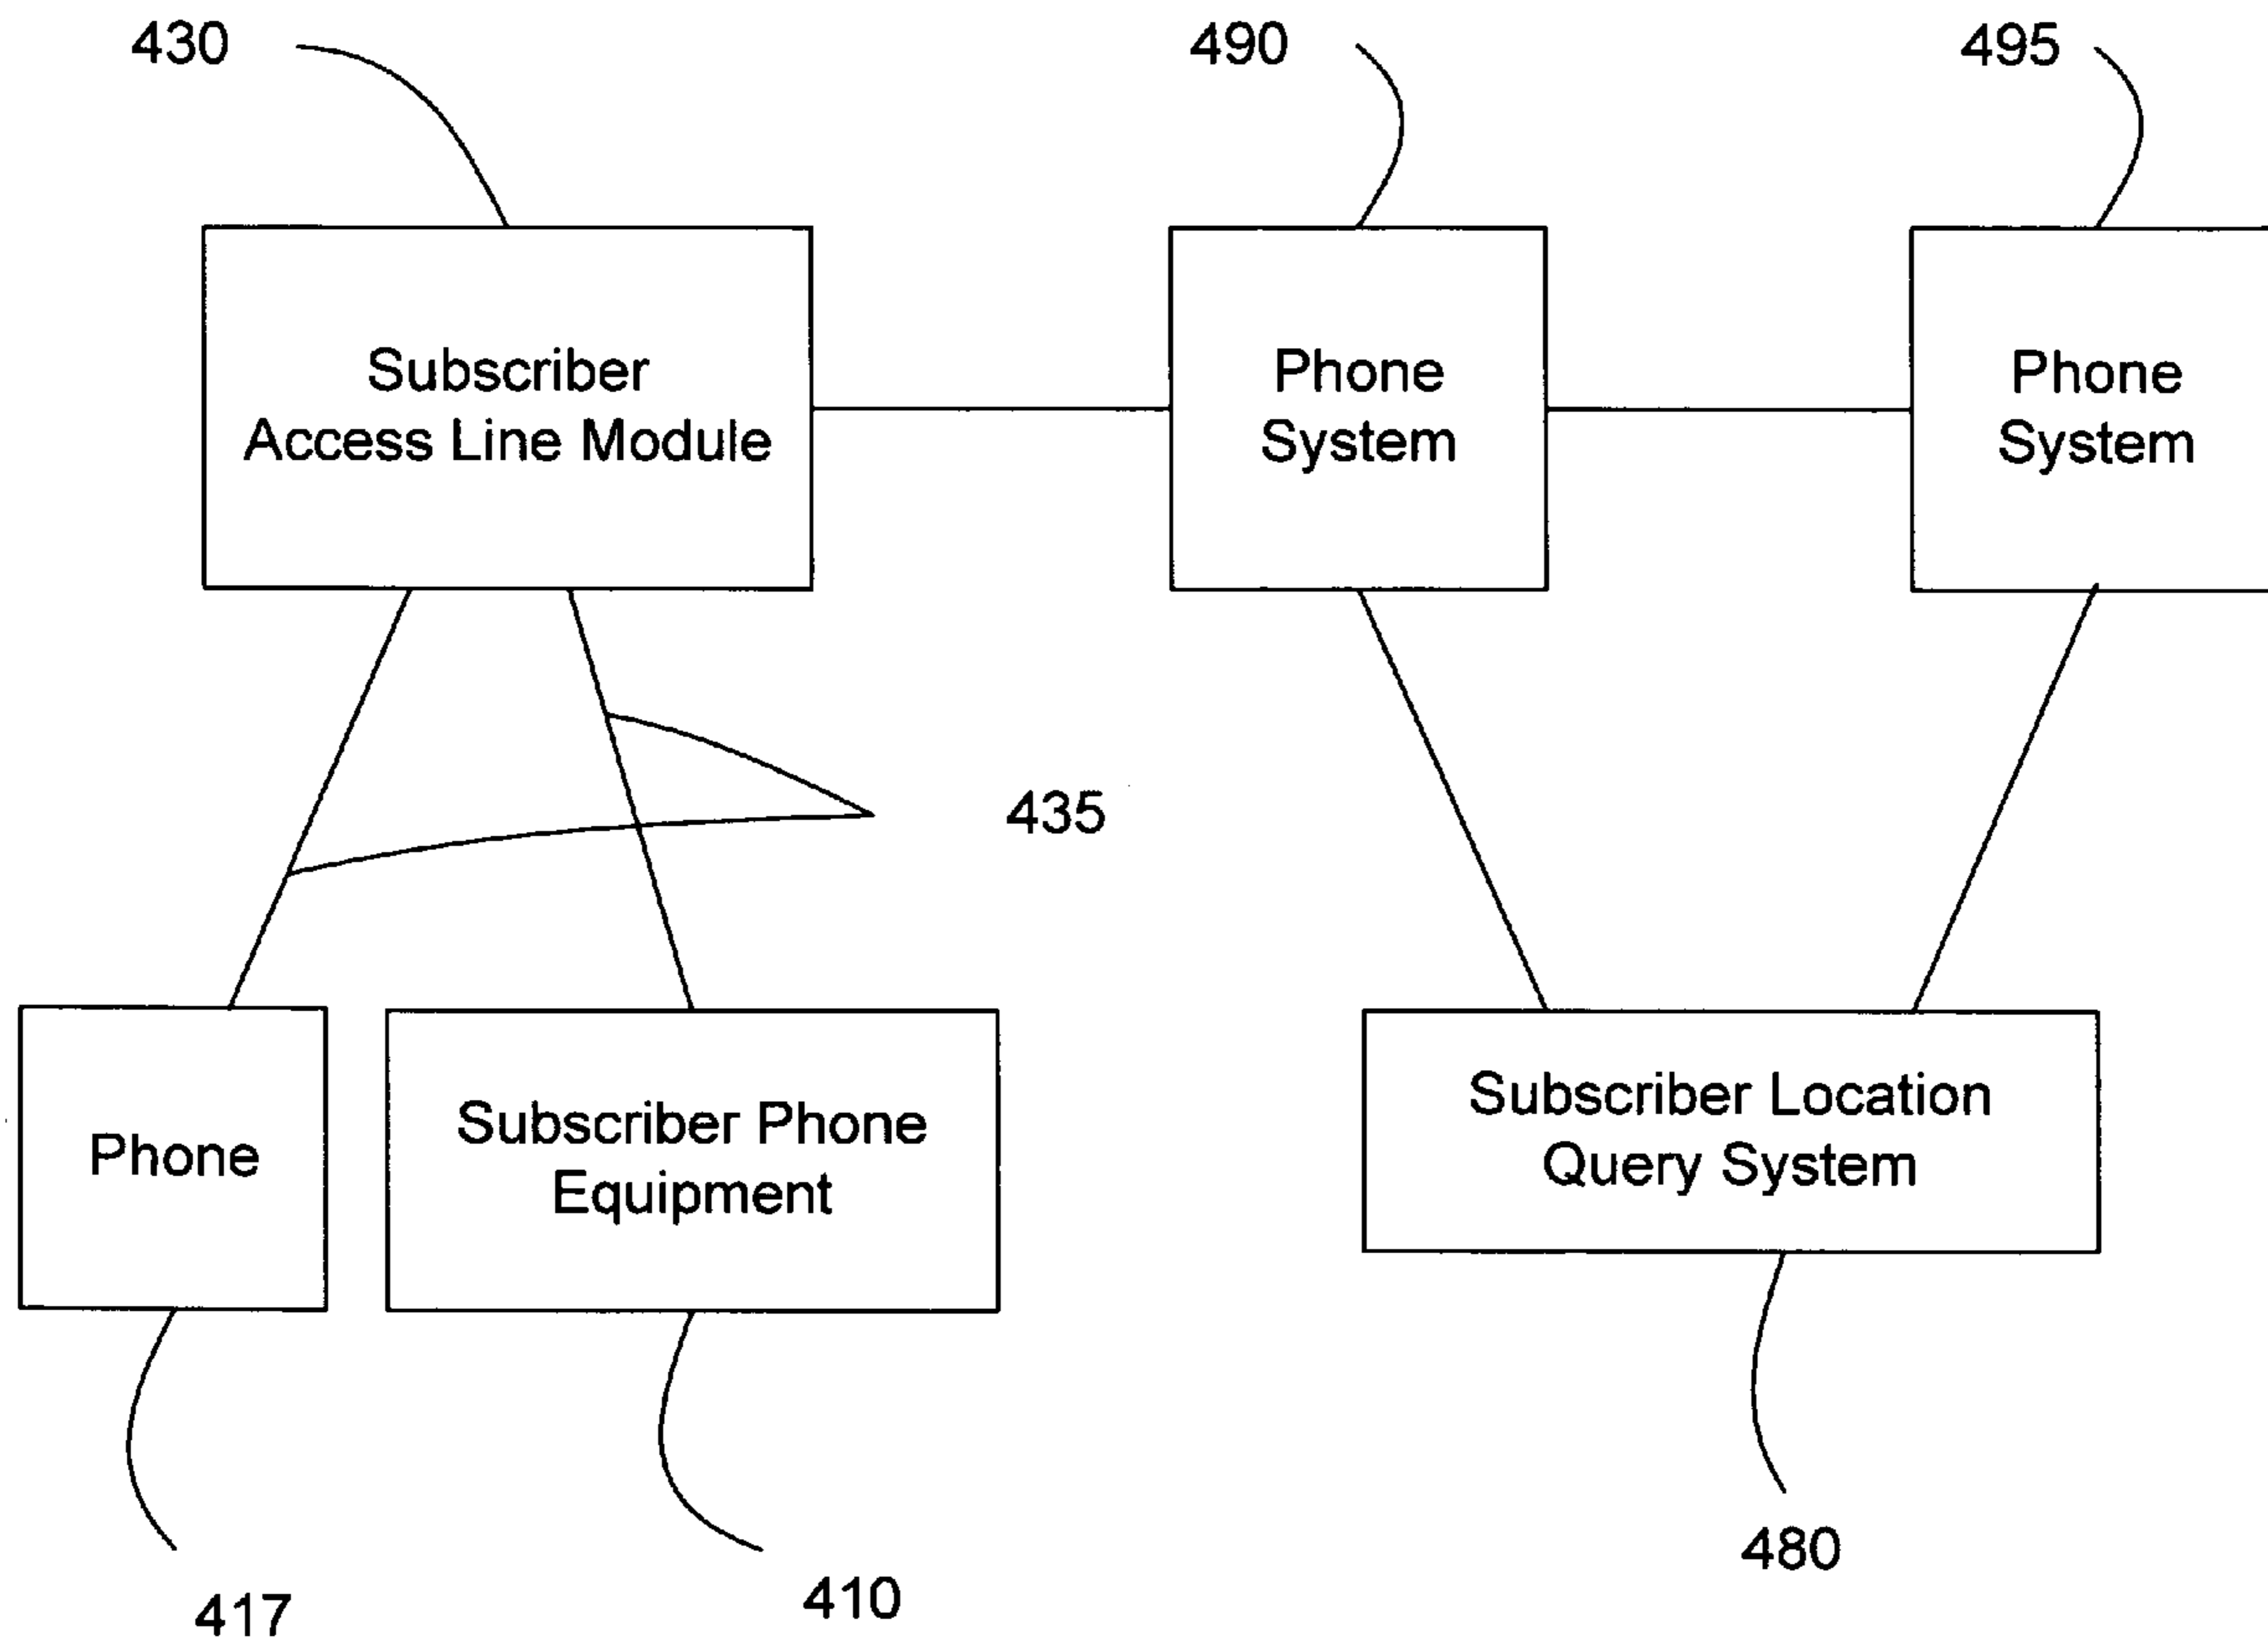 430
490
495
Subscriber
Access Line Module
Phone
System
Phone
System
435
Phone
Subscriber Phone
Equipment
Subscriber Location
Query System
480
417
410